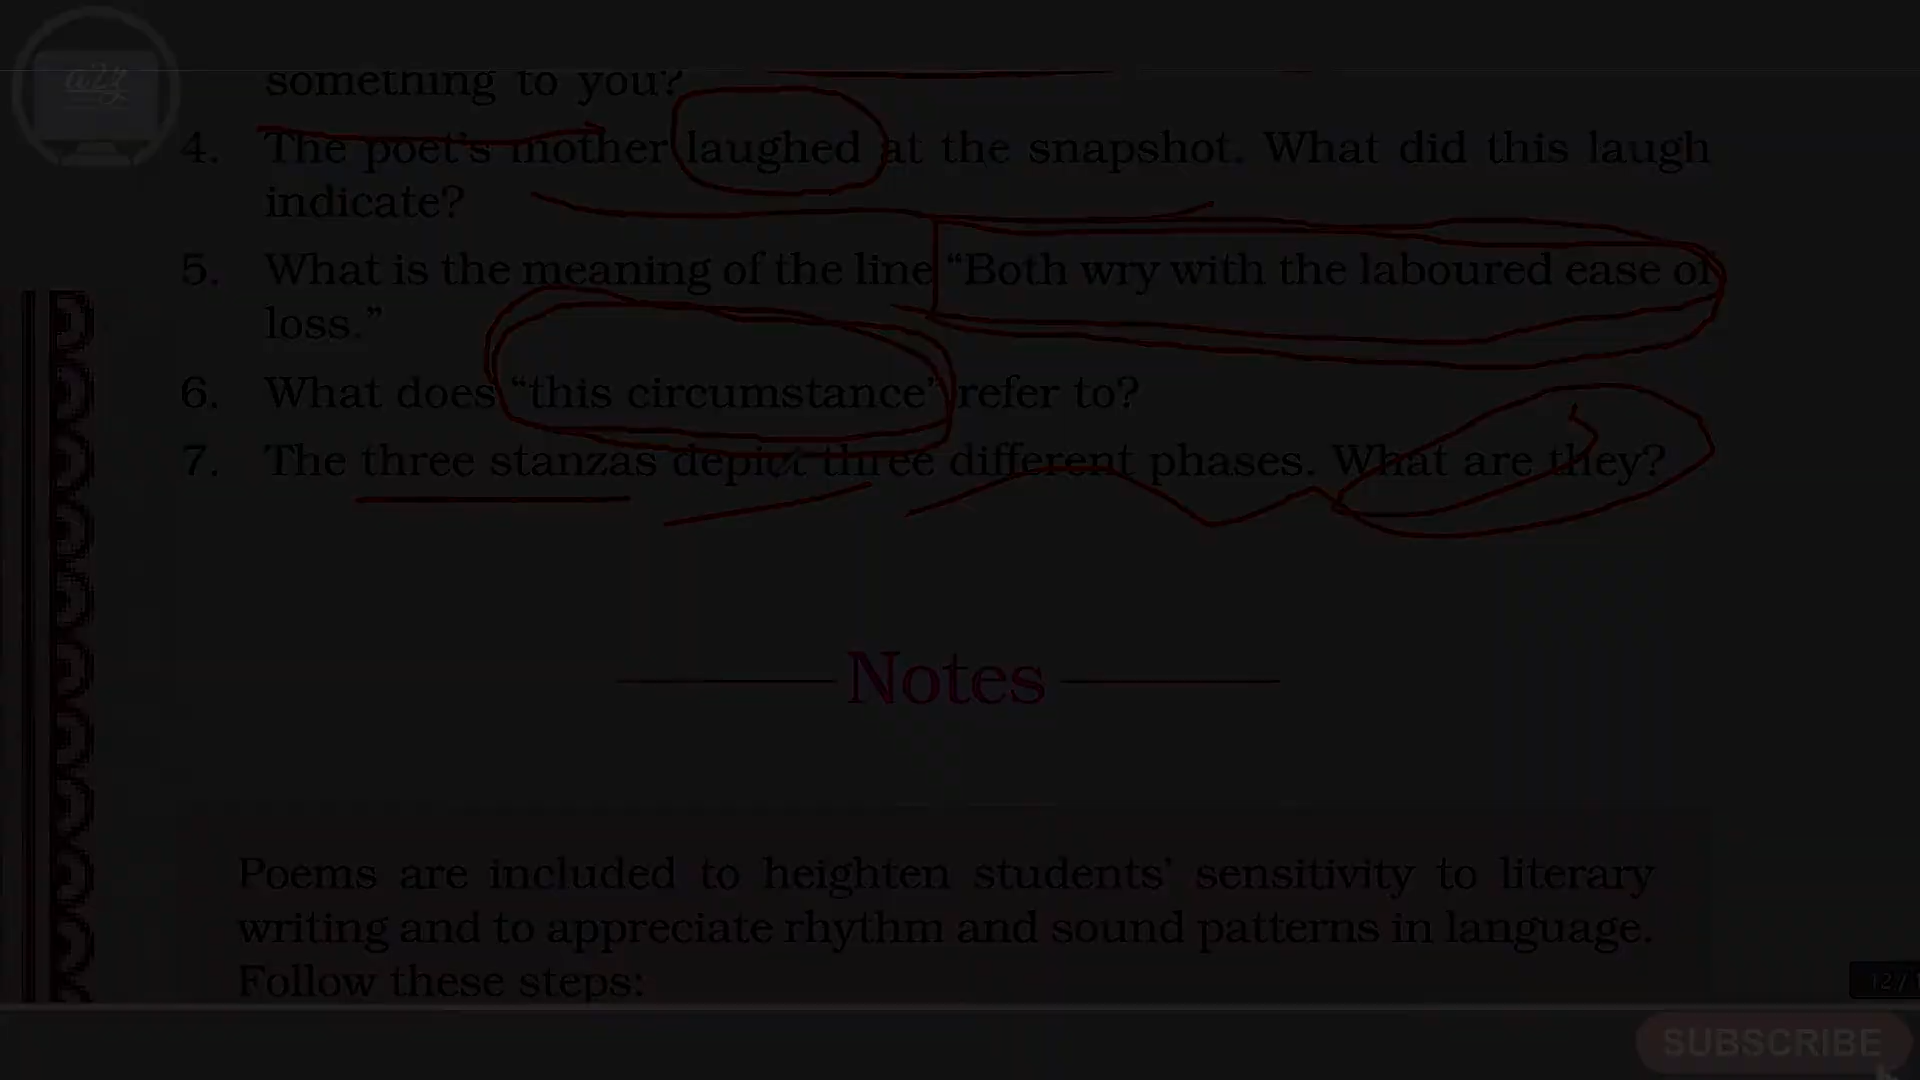 a2z
something to you?
4. The poet's mother laughed at the snapshot. What did this laugh
indicate?
5. What is the meaning of the line “Both wry with the laboured ease of
loss.”
6. What does “this circumstance” refer to?
7. The three stanzas depict three different phases. What are they?
Notes
Poems are included to heighten students’ sensitivity to literary
writing and to appreciate rhythm and sound patterns in language.
Follow these steps:
SUBSCRIBE